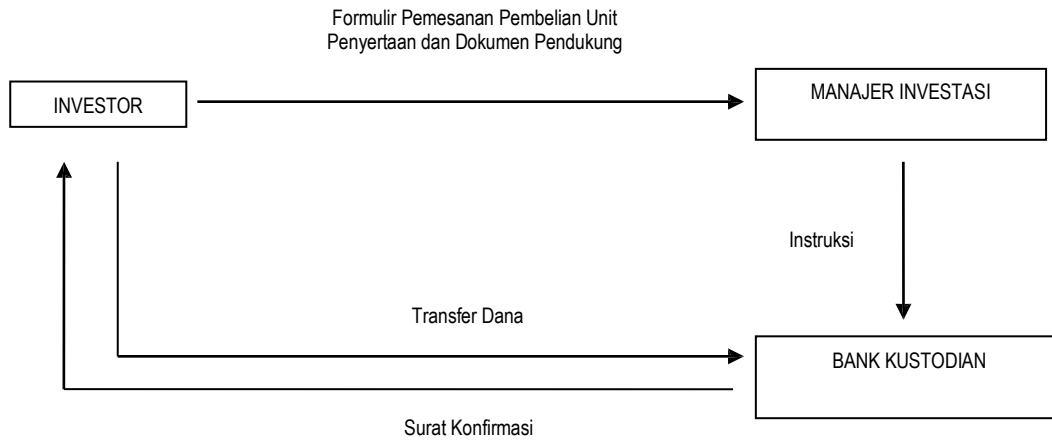 Formulir Pemesanan Pembelian Unit
Penyertaan dan Dokumen Pendukung
INVESTOR
MANAJER INVESTASI
Instruksi
Transfer Dana
BANK KUSTODIAN
Surat Konfirmasi